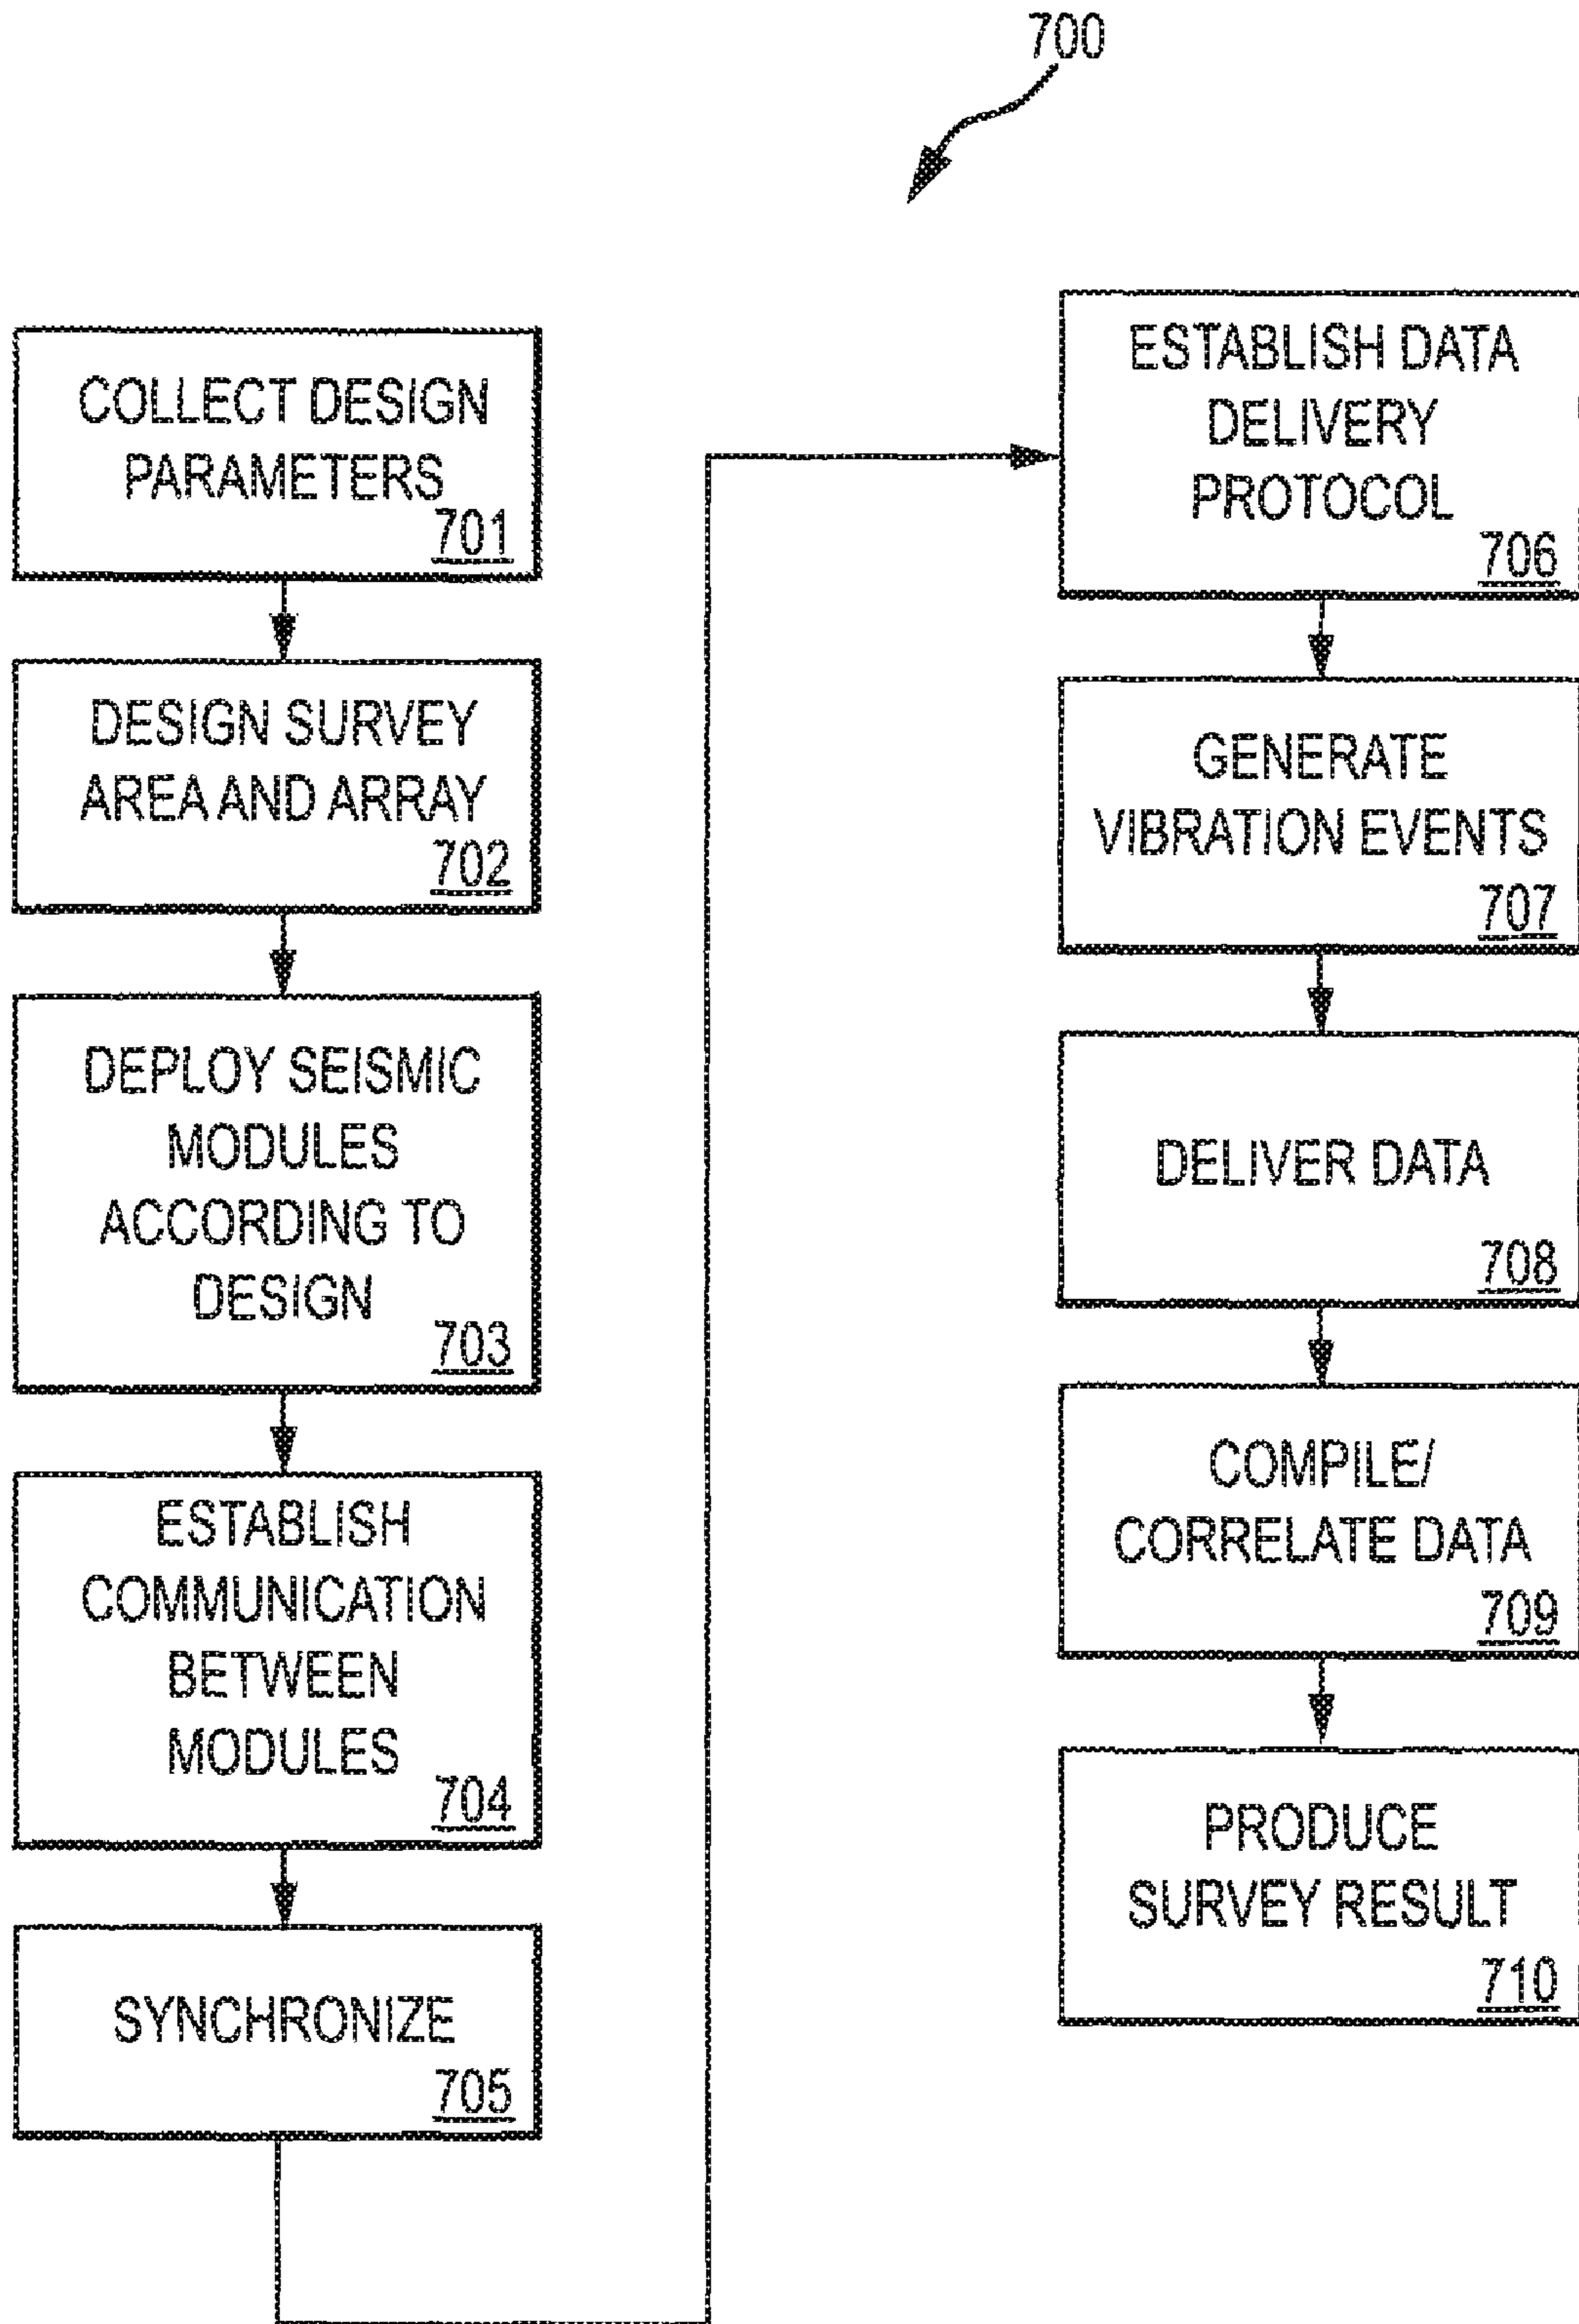 700
COLLECT DESIGN
PARAMETERS
701
DESIGN SURVEY
AREA AND ARRAY
702
DEPLOY SEISMIC
MODULES
ACCORDING TO
DESIGN
703
ESTABLISH
COMMUNICATION
BETWEEN
MODULES
704
SYNCHRONIZE
705
ESTABLISH DATA
DELIVERY
PROTOCOL
706
GENERATE
VIBRATION EVENTS
707
DELIVER DATA
708
COMPILE/
CORRELATE DATA
709
PRODUCE
SURVEY RESULT
710